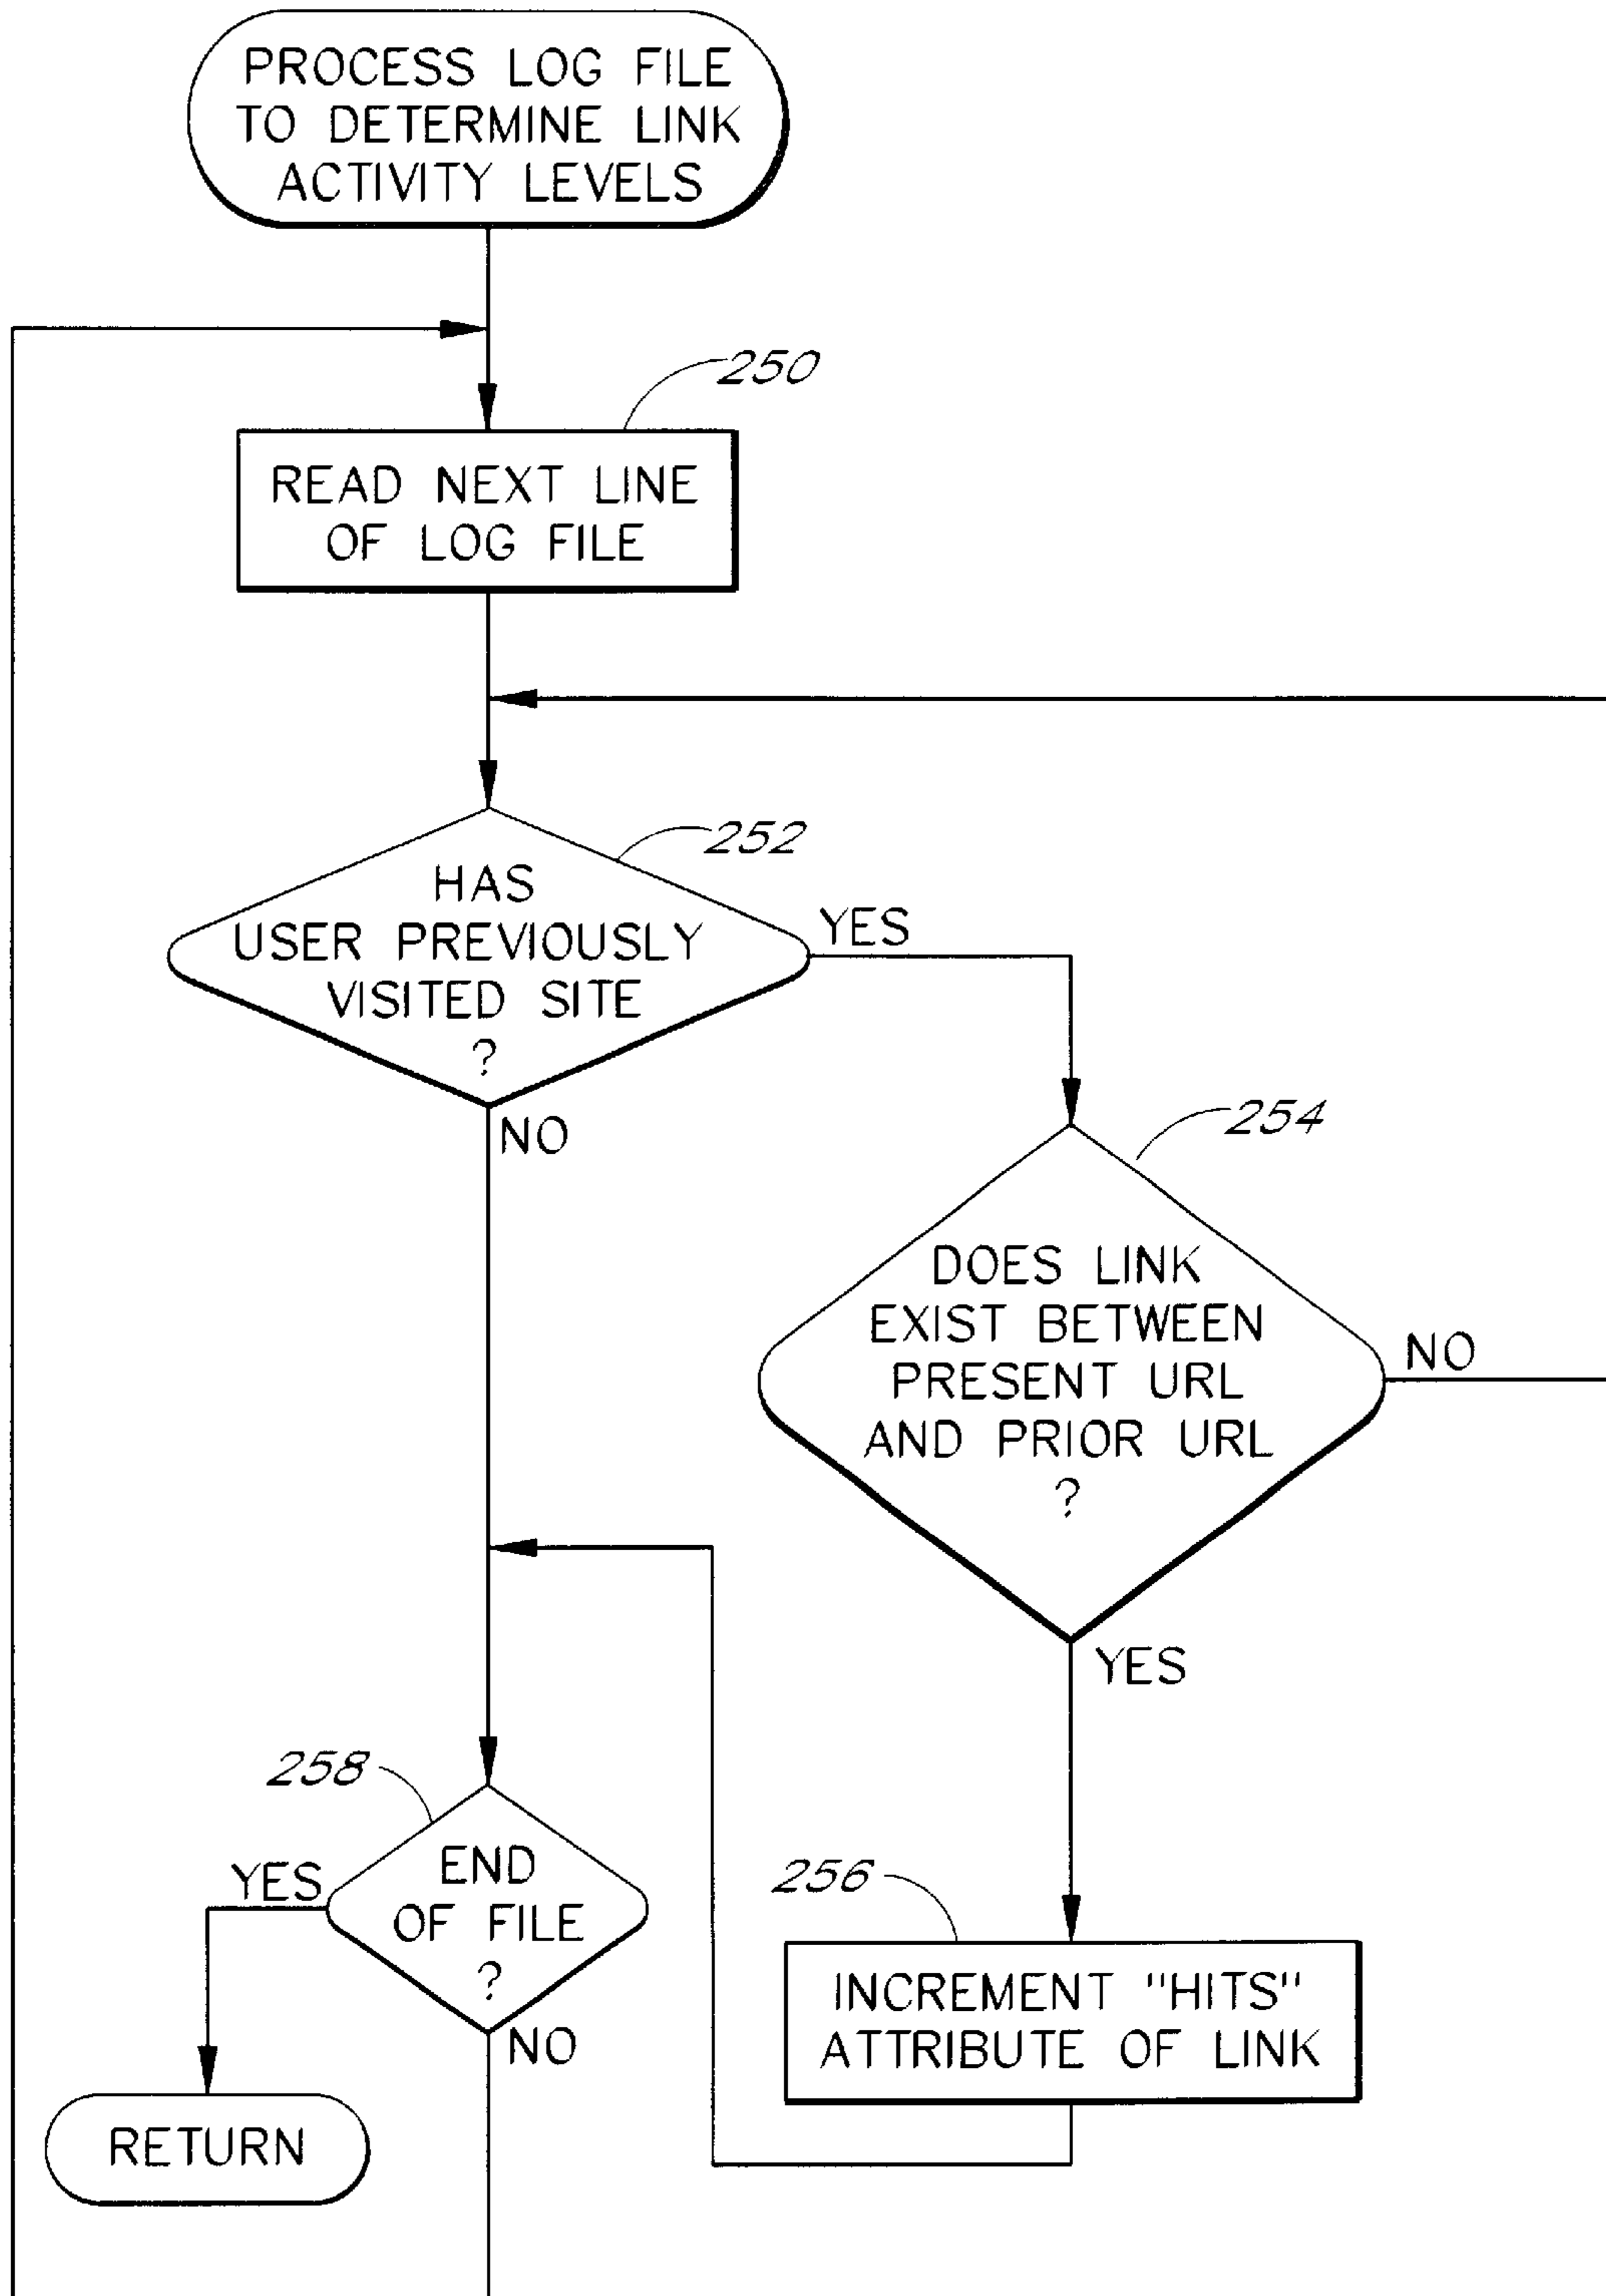 PROCESS LOG FILE
TO DETERMINE LINK
ACTIVITY LEVELS
250
READ NEXT LINE
OF LOG FILE
252
HAS
USER PREVIOUSLY
VISITED SITE
?
YES
NO
254
DOES LINK
EXIST BETWEEN
PRESENT URL
AND PRIOR URL
?
NO
YES
258
END
OF FILE
?
YES
NO
256
INCREMENT "HITS"
ATTRIBUTE OF LINK
RETURN